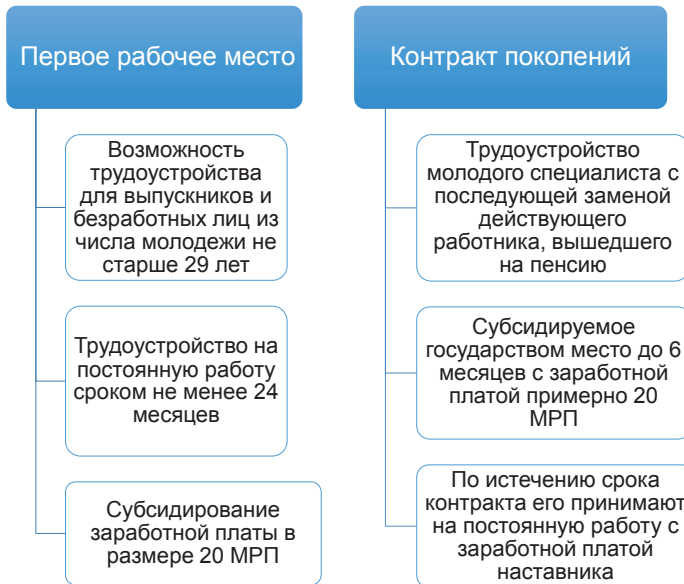 Первое рабочее место
Возможность
трудоустройства
для выпускников и
безработных лиц из
числа молодежи не
старше 29 лет
Трудоустройство на
постоянную работу
сроком не менее 24
месяцев
Субсидирование
заработной платы в
размере 20 МРП
Контракт поколений
Трудоустройство
молодого специалиста с
последующей заменой
действующего
работника, вышедшего
на пенсию
Субсидируемое
государством место до 6
месяцев с заработной
платой примерно 20
МРП
По истечению срока
контракта его принимают
на постоянную работу с
заработной платой
наставника